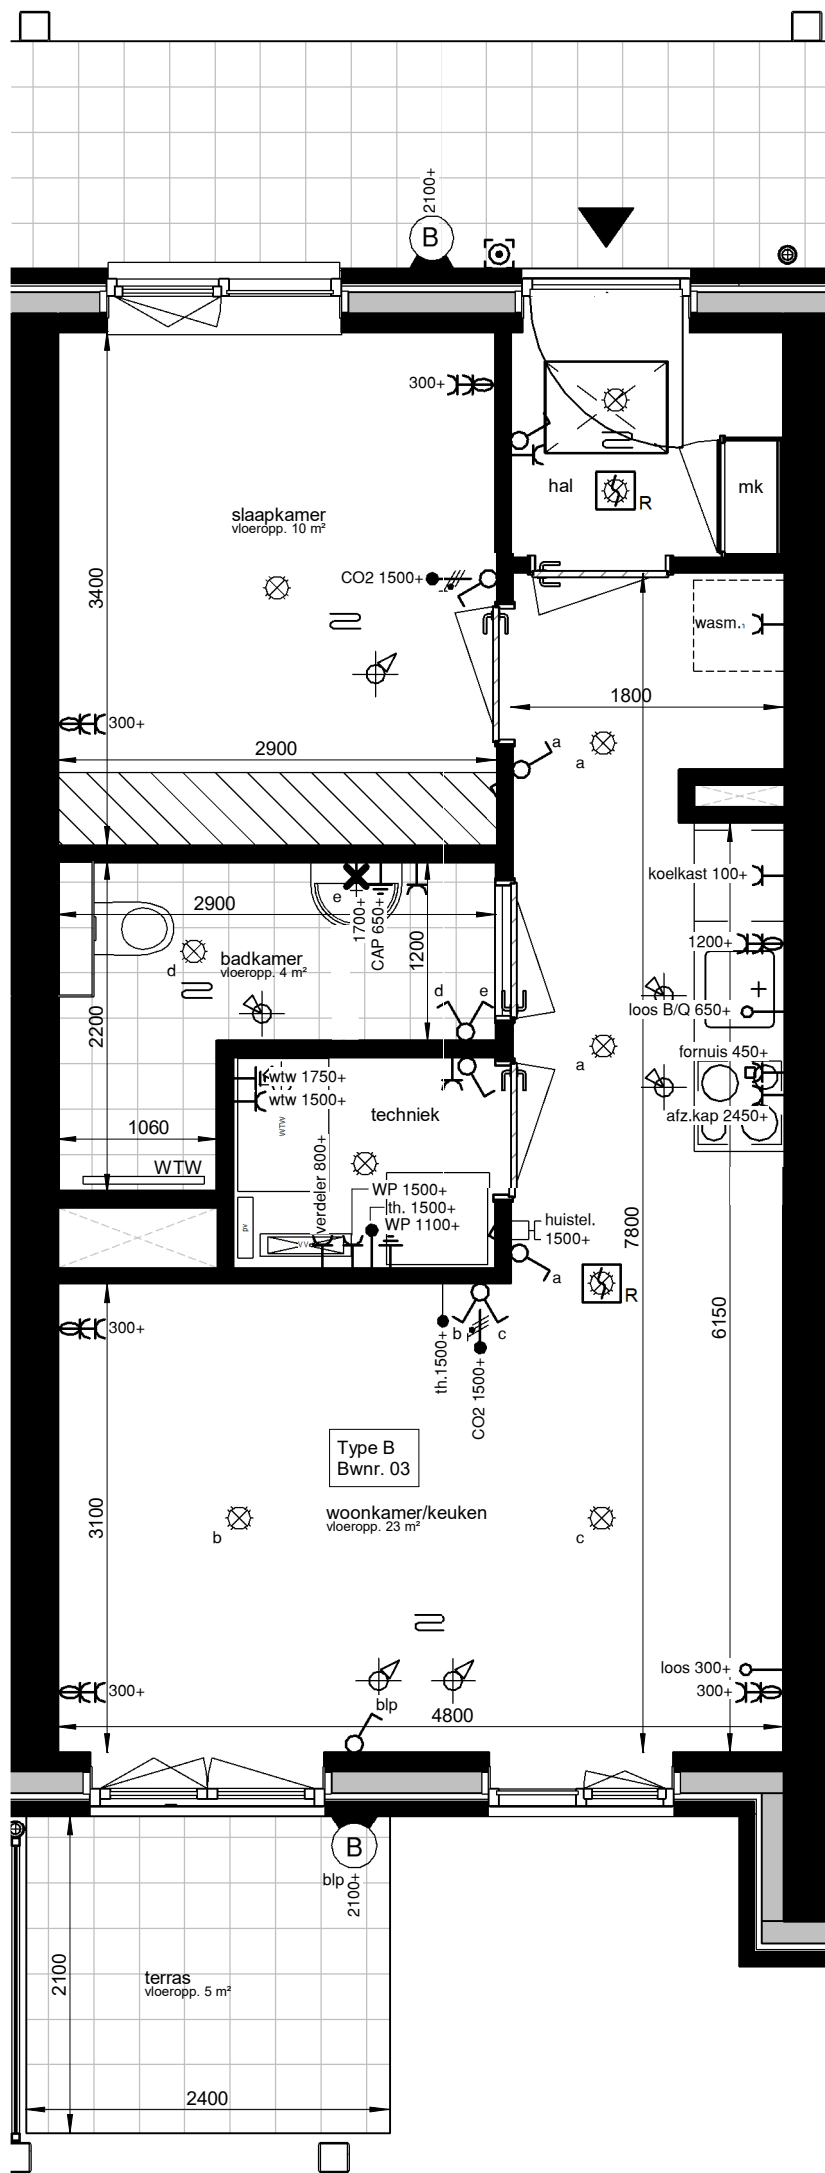 2100+
B
300+
hal
R
mk
slaapkamer
vloeropp. 10 m²
3400
CO2 1500+
wasm.
1800
300+
2900
a
a
koelkast 100+
2900
e
1700+
CAP 650+
1200
1200+
badkamer
vloeropp. 4 m²
d
d
e
loos B/Q 650+
2200
a
fornuis 450+
wtw 1750+
wtw 1500+
WTW
techniek
afz.kap 2450+
1060
WTW
verdeler 800+
WP 1500+
th. 1500+
WP 1100+
pv
huistel.
1500+
7800
a
R
6150
300+
b
c
th.1500+
CO2 1500+
Type B
Bwnr. 03
woonkamer/keuken
vloeropp. 23 m²
3100
b
c
loos 300+
300+
300+
blp
4800
B
blp
2100+
2100
terras
vloeropp. 5 m²
2400